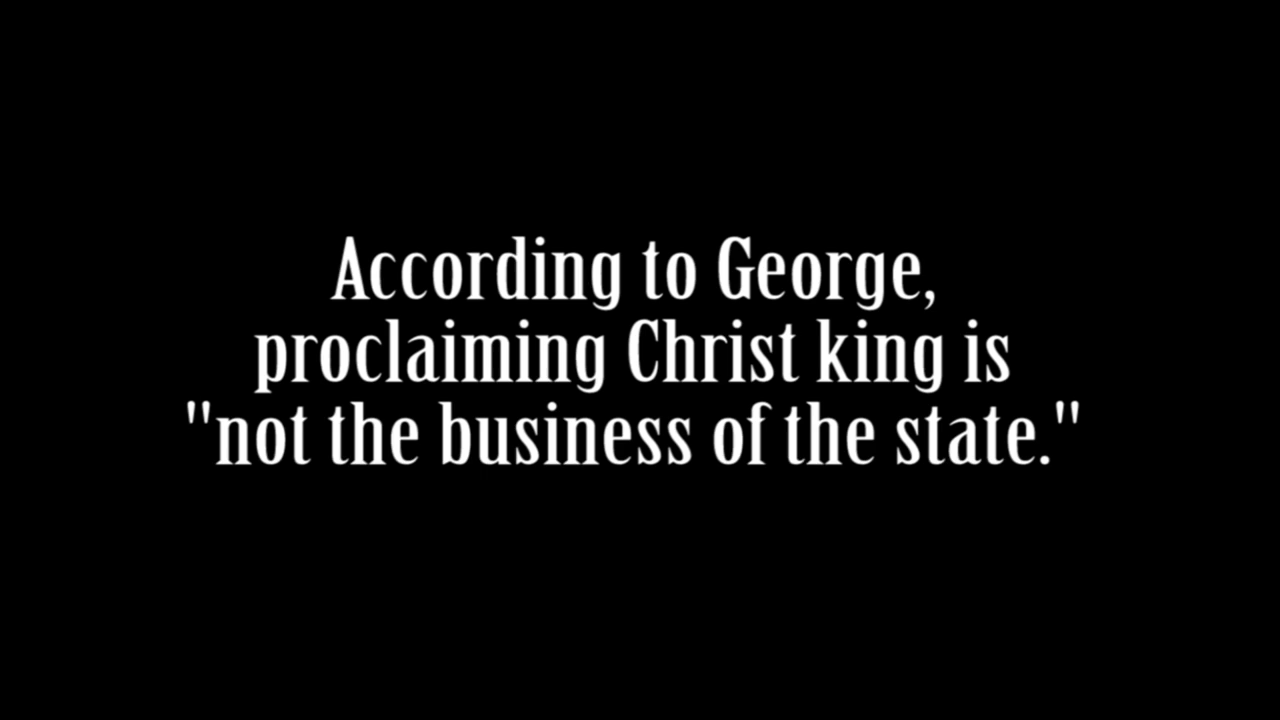 According to George,
proclaiming Christ king is
"not the business of the state."